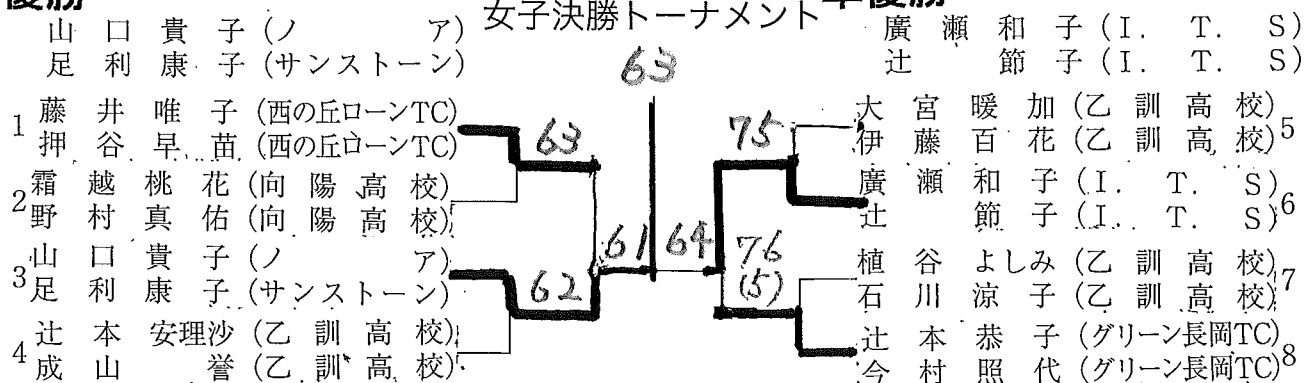 優勝
女子決勝トーナメント
準優勝
山口貴子(ノア)
足利康子(サンストーン)
廣瀬和子(I. T. S)
辻節子(I. T. S)
63
1
藤井唯子(西の丘ローンTC)
押谷早苗(西の丘ローンTC)
63
2
霜越桃花(向陽高校)
野村真佑(向陽高校)
61
3
山口貴子(ノア)
足利康子(サンストーン)
62
4
辻本安理沙(乙訓高校)
成山誉(乙訓高校)
75
大宮暖加(乙訓高校)
伊藤百花(乙訓高校)
5
廣瀬和子(I. T. S)
辻節子(I. T. S)
6
64
76
(5)
植谷よしみ(乙訓高校)
石川涼子(乙訓高校)
7
辻本恭子(グリーン長岡TC)
今村照代(グリーン長岡TC)
8